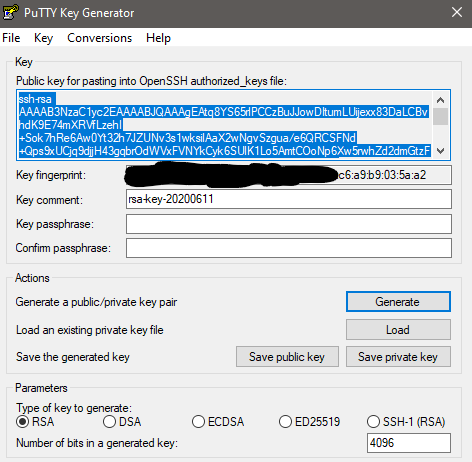 PuTTY Key Generator
File Key Conversions Help
Key
Public key for pasting into OpenSSH authorized_keys file:
ssh-rsa
AAAAB3NzaC1yc2EAAAABJQAAAgEAtq8YS65rlPCCzBuJJowDltumLUijexx83DaLCBv
hdK9E74mXRVfLzehI
+Sok7hRe6Aw0Yt32h7JZUNv3s1wksilAaX2wNgvSzgua/e6QRCSFNd
+Qps9xUCjq9djjH43gqbrOdWVxFVNYkCyk6SUlK1Lo5AmtCOoNp6Xw5rwhZd2dmGtzF
Key fingerprint: c6:a9:b9:03:5a:a2
Key comment: rsa-key-20200611
Key passphrase:
Confirm passphrase:
Actions
Generate a public/private key pair Generate
Load an existing private key file Load
Save the generated key Save public key Save private key
Parameters
Type of key to generate:
RSA DSA ECDSA ED25519 SSH-1 (RSA)
Number of bits in a generated key: 4096